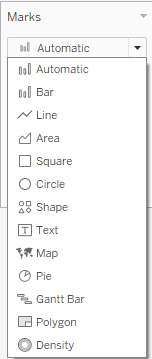 Marks
Automatic
Automatic
Bar
Line
Area
Square
Circle
Shape
Text
Map
Pie
Gantt Bar
Polygon
Density